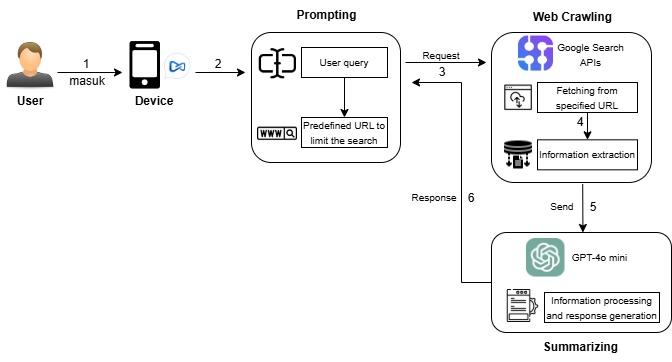 Prompting
Web Crawling
1
masuk
User
Device
2
User query
WWW
Predefined URL to
limit the search
Request
3
Google Search
APIs
Fetching from
specified URL
4
Information extraction
Response
6
Send
5
GPT-4o mini
Information processing
and response generation
Summarizing